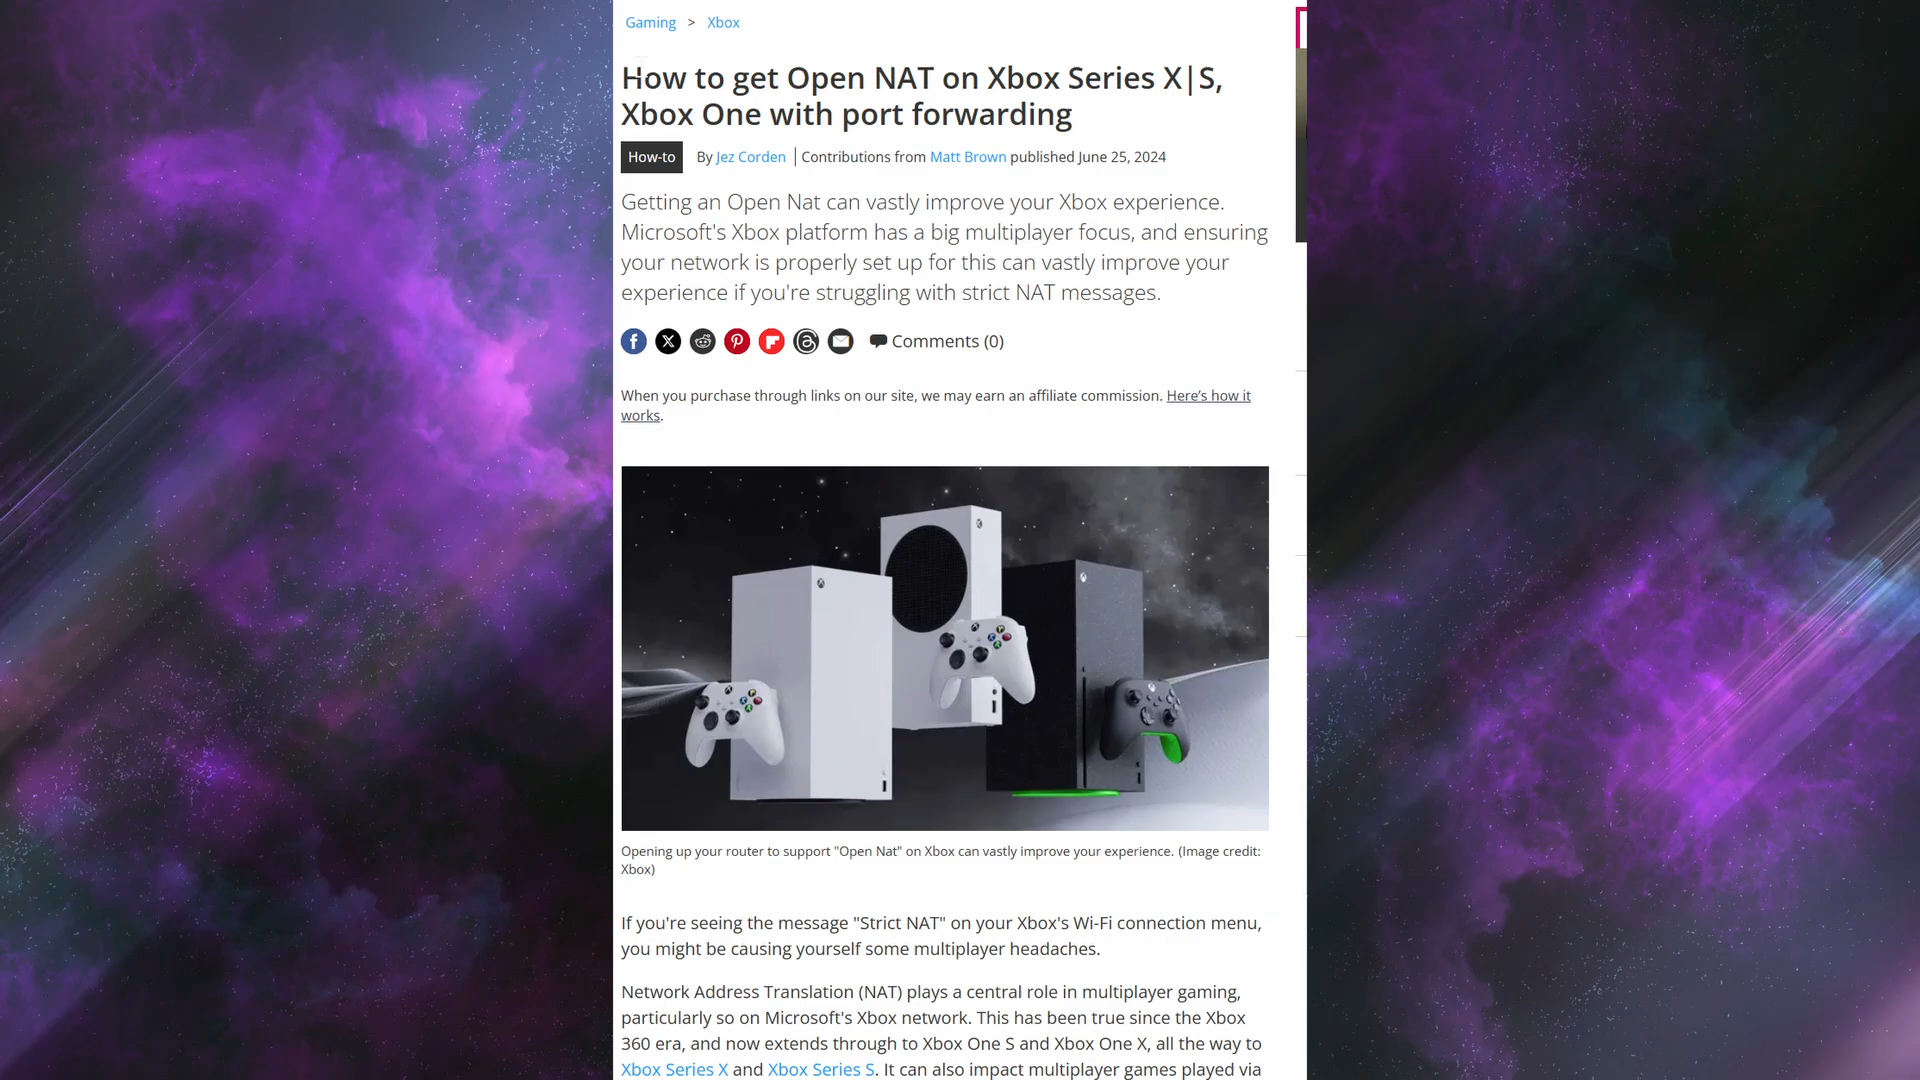 Gaming > Xbox
How to get Open NAT on Xbox Series X|S,
Xbox One with port forwarding
How-to By Jez Corden | Contributions from Matt Brown published June 25, 2024
Getting an Open Nat can vastly improve your Xbox experience.
Microsoft's Xbox platform has a big multiplayer focus, and ensuring
your network is properly set up for this can vastly improve your
experience if you're struggling with strict NAT messages.
Comments (0)
When you purchase through links on our site, we may earn an affiliate commission. Here’s how it
works.
Opening up your router to support "Open Nat" on Xbox can vastly improve your experience. (Image credit:
Xbox)
If you're seeing the message "Strict NAT" on your Xbox's Wi-Fi connection menu,
you might be causing yourself some multiplayer headaches.
Network Address Translation (NAT) plays a central role in multiplayer gaming,
particularly so on Microsoft's Xbox network. This has been true since the Xbox
360 era, and now extends through to Xbox One S and Xbox One X, all the way to
Xbox Series X and Xbox Series S. It can also impact multiplayer games played via